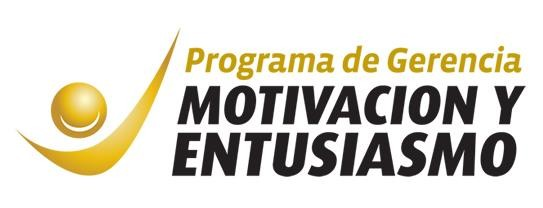 Programa de Gerencia
MOTIVACION Y
ENTUSIASMO